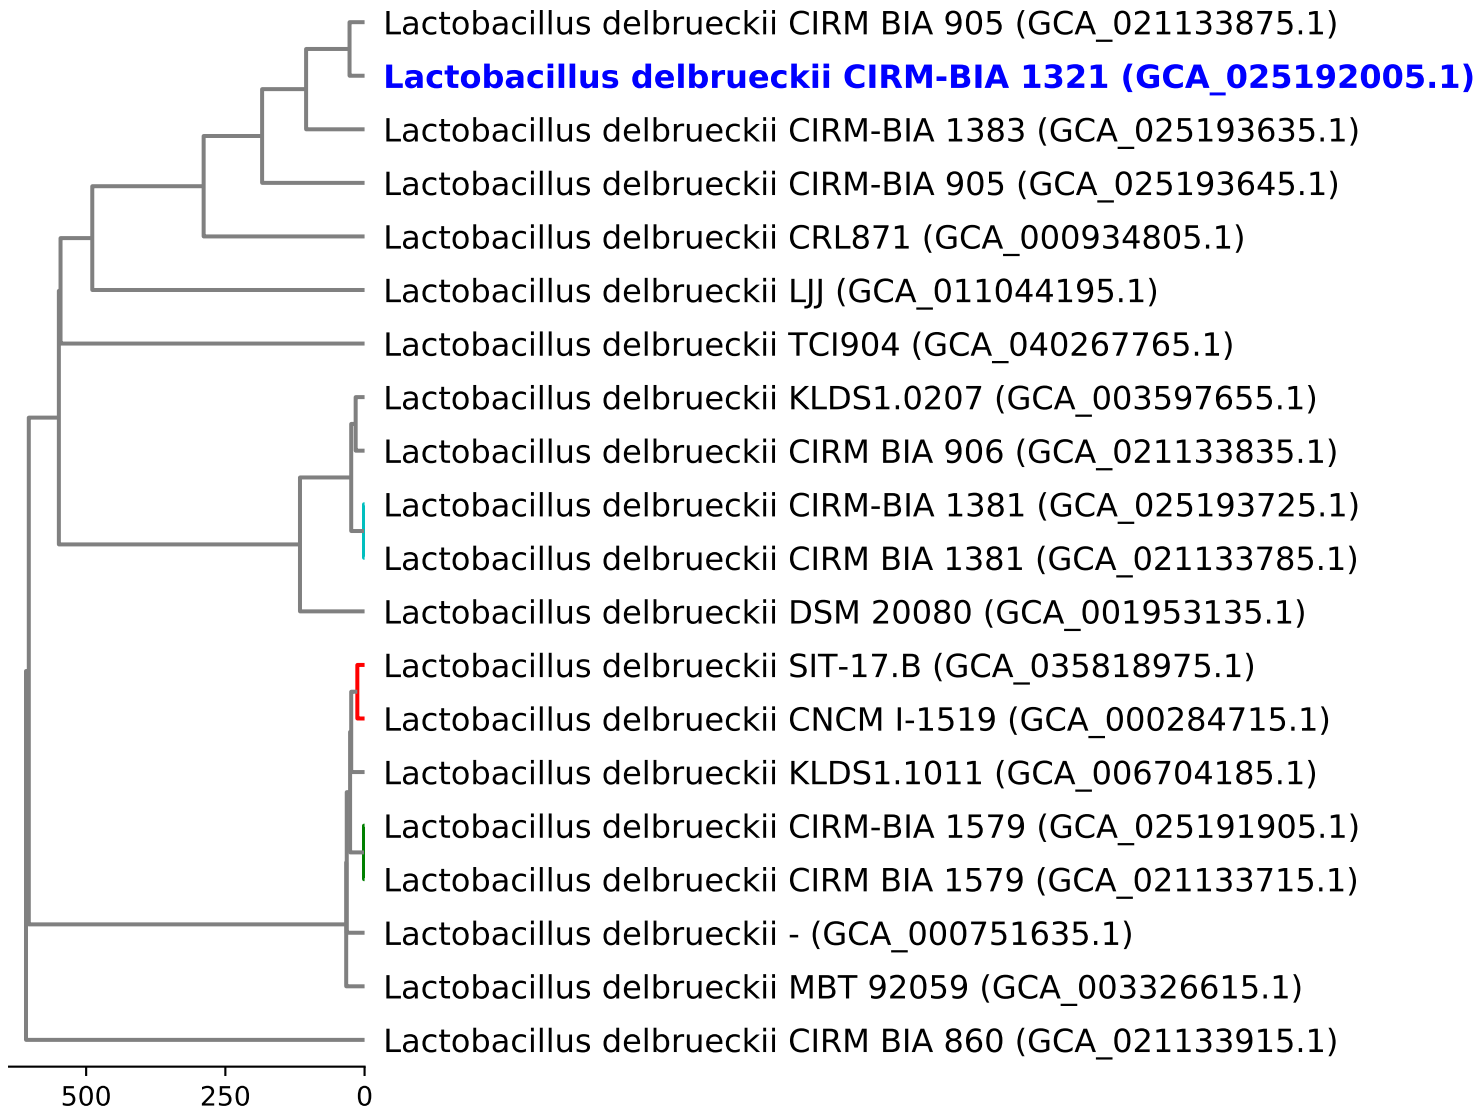 Lactobacillus delbrueckii CIRM BIA 905 (GCA_021133875.1)
Lactobacillus delbrueckii CIRM-BIA 1321 (GCA_025192005.1)
Lactobacillus delbrueckii CIRM-BIA 1383 (GCA_025193635.1)
Lactobacillus delbrueckii CIRM-BIA 905 (GCA_025193645.1)
Lactobacillus delbrueckii CRL871 (GCA_000934805.1)
Lactobacillus delbrueckii LJJ (GCA_011044195.1)
Lactobacillus delbrueckii TCI904 (GCA_040267765.1)
Lactobacillus delbrueckii KLDS1.0207 (GCA_003597655.1)
Lactobacillus delbrueckii CIRM BIA 906 (GCA_021133835.1)
Lactobacillus delbrueckii CIRM-BIA 1381 (GCA_025193725.1)
Lactobacillus delbrueckii CIRM BIA 1381 (GCA_021133785.1)
Lactobacillus delbrueckii DSM 20080 (GCA_001953135.1)
Lactobacillus delbrueckii SIT-17.B (GCA_035818975.1)
Lactobacillus delbrueckii CNCM I-1519 (GCA_000284715.1)
Lactobacillus delbrueckii KLDS1.1011 (GCA_006704185.1)
Lactobacillus delbrueckii CIRM-BIA 1579 (GCA_025191905.1)
Lactobacillus delbrueckii CIRM BIA 1579 (GCA_021133715.1)
Lactobacillus delbrueckii - (GCA_000751635.1)
Lactobacillus delbrueckii MBT 92059 (GCA_003326615.1)
Lactobacillus delbrueckii CIRM BIA 860 (GCA_021133915.1)
500 250 0